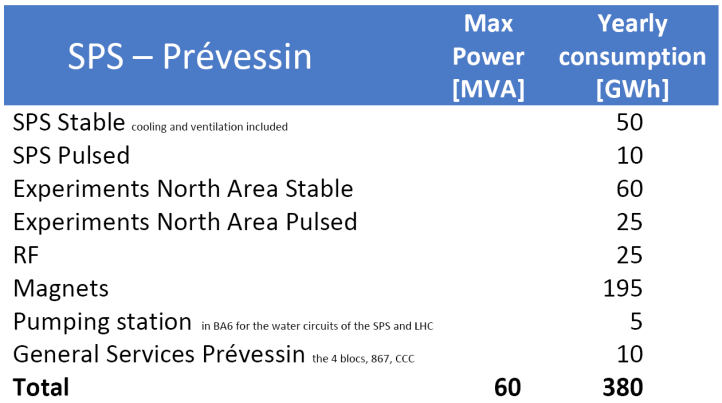 SPS – Prévessin Max Power [MVA] Yearly consumption [GWh]
SPS Stable cooling and ventilation included 50
SPS Pulsed 10
Experiments North Area Stable 60
Experiments North Area Pulsed 25
RF 25
Magnets 195
Pumping station in BA6 for the water circuits of the SPS and LHC 5
General Services Prévessin the 4 blocs, 867, CCC 10
Total 60 380